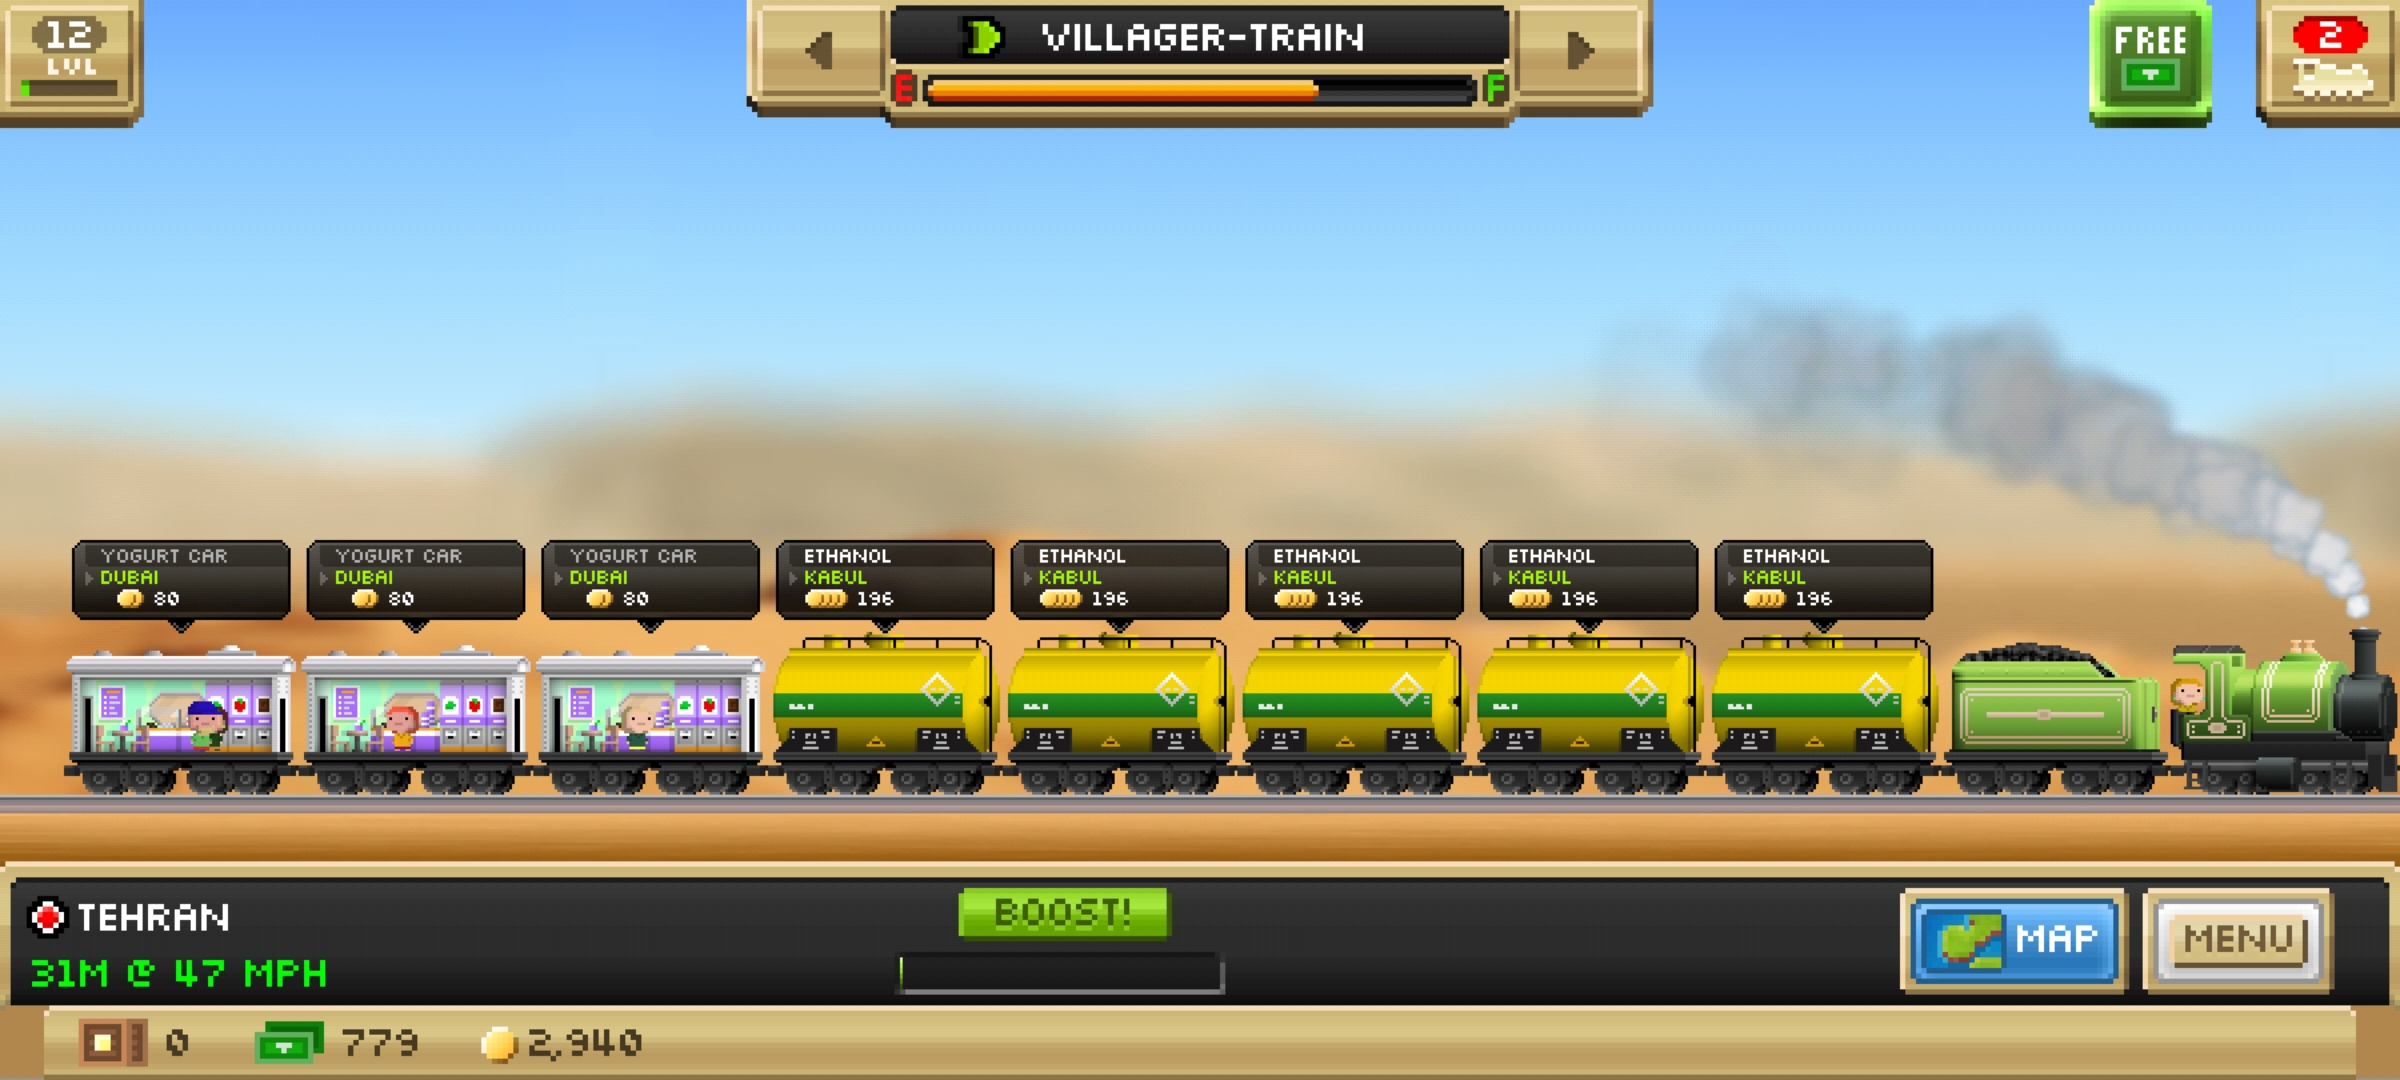 12
LVL
VILLAGER-TRAIN
E
F
FREE
2
YOGURT CAR
DUBAI
80
YOGURT CAR
DUBAI
80
YOGURT CAR
DUBAI
80
ETHANOL
KABUL
196
ETHANOL
KABUL
196
ETHANOL
KABUL
196
ETHANOL
KABUL
196
ETHANOL
KABUL
196
TEHRAN
31M @ 47 MPH
BOOST!
MAP
MENU
0
779
2,940